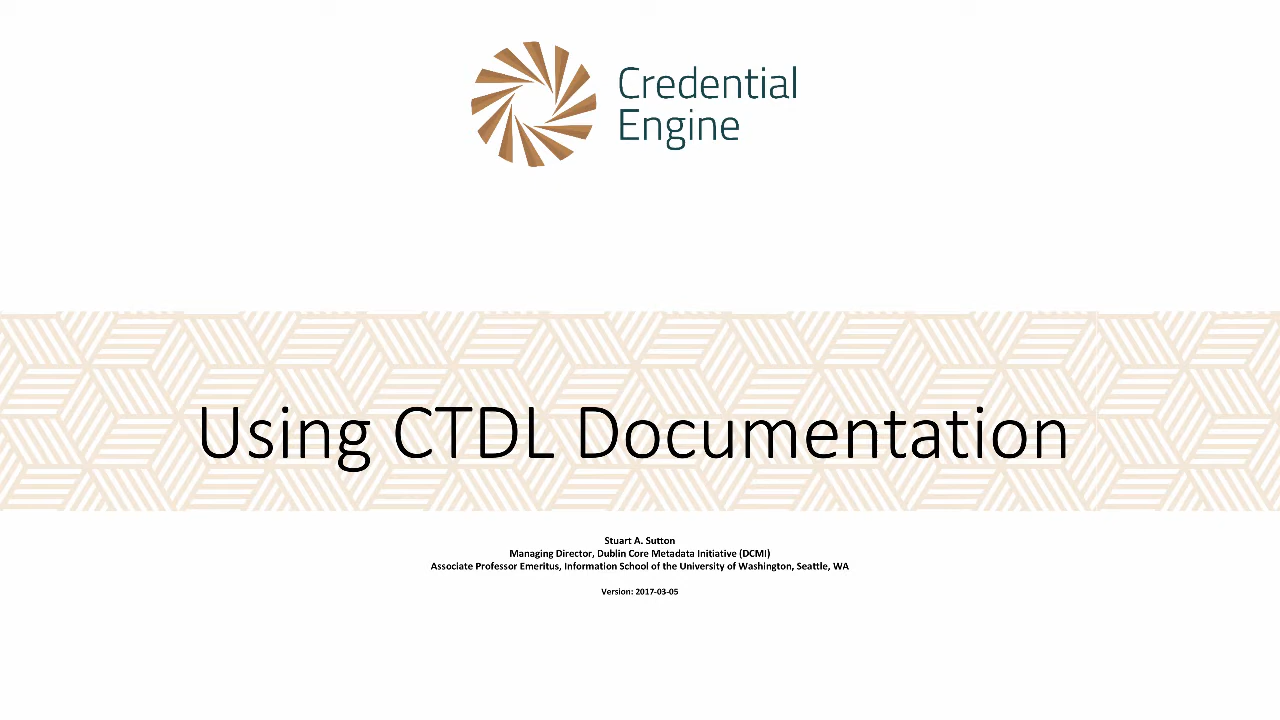 Credential
Engine
Using CTDL Documentation
Stuart A. Sutton
Managing Director, Dublin Core Metadata Initiative (DCMI)
Associate Professor Emeritus, Information School of the University of Washington, Seattle, WA
Version: 2017-03-05